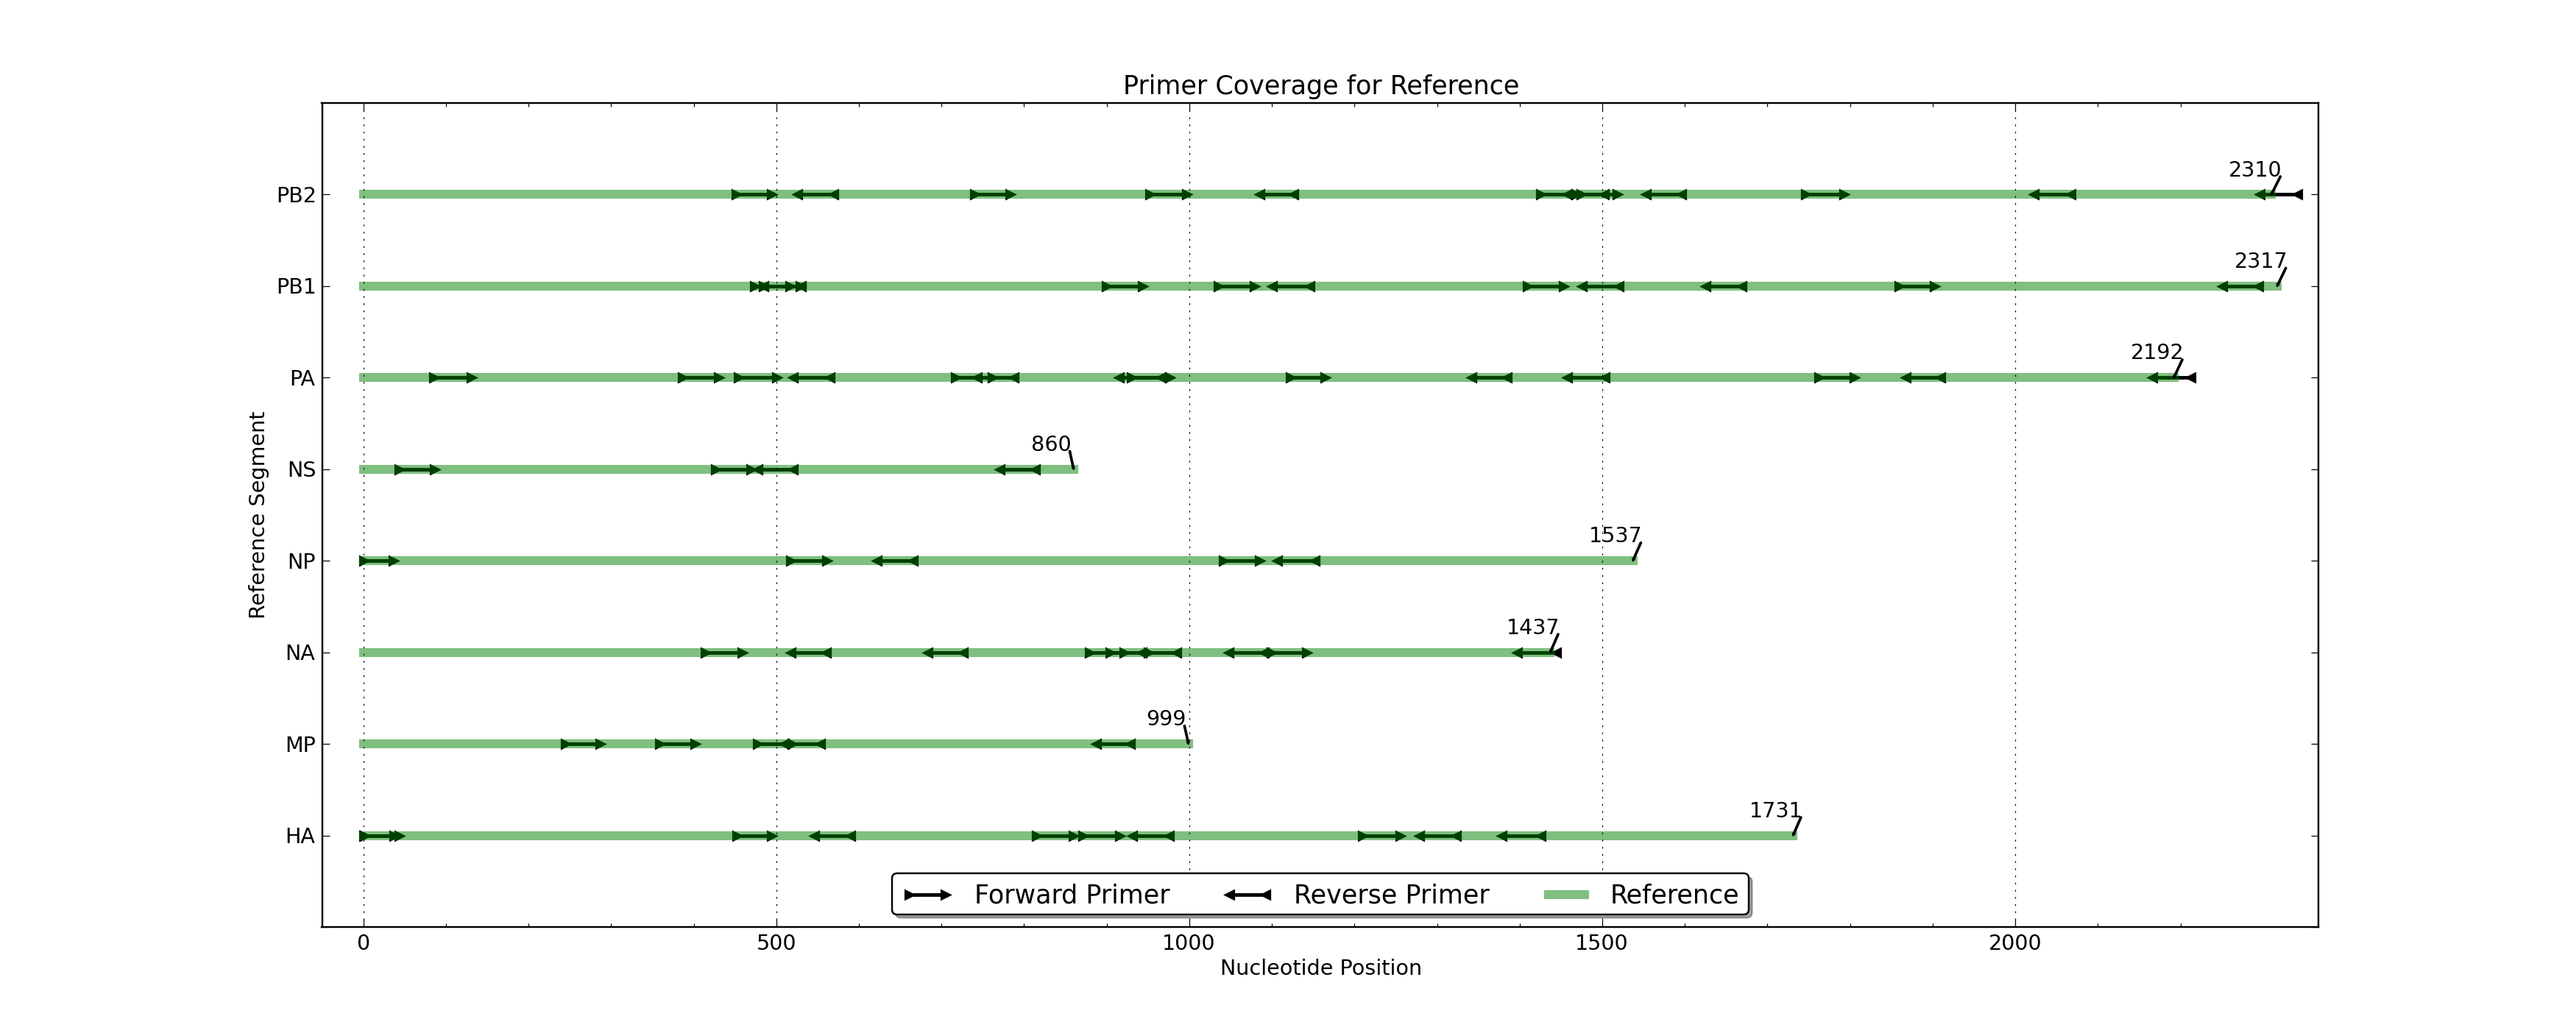 Primer Coverage for Reference
2310
PB2
2317
PB1
2192
PA
860
NS
1537
NP
1437
NA
999
MP
1731
HA
Reference Segment
Forward Primer Reverse Primer Reference
0 500 1000 1500 2000
Nucleotide Position